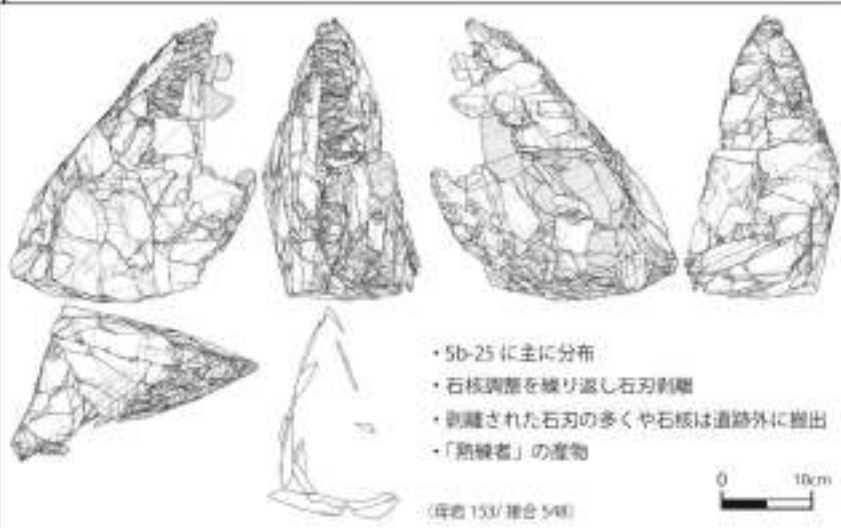 ・Sb-25 に主に分布
・石核調整を繰り返し石刃剥離
・剥離された石刃の多くや石核は遺跡外に搬出
・「熟練者」の産物
0 10cm
(母岩 153/ 接合 548)